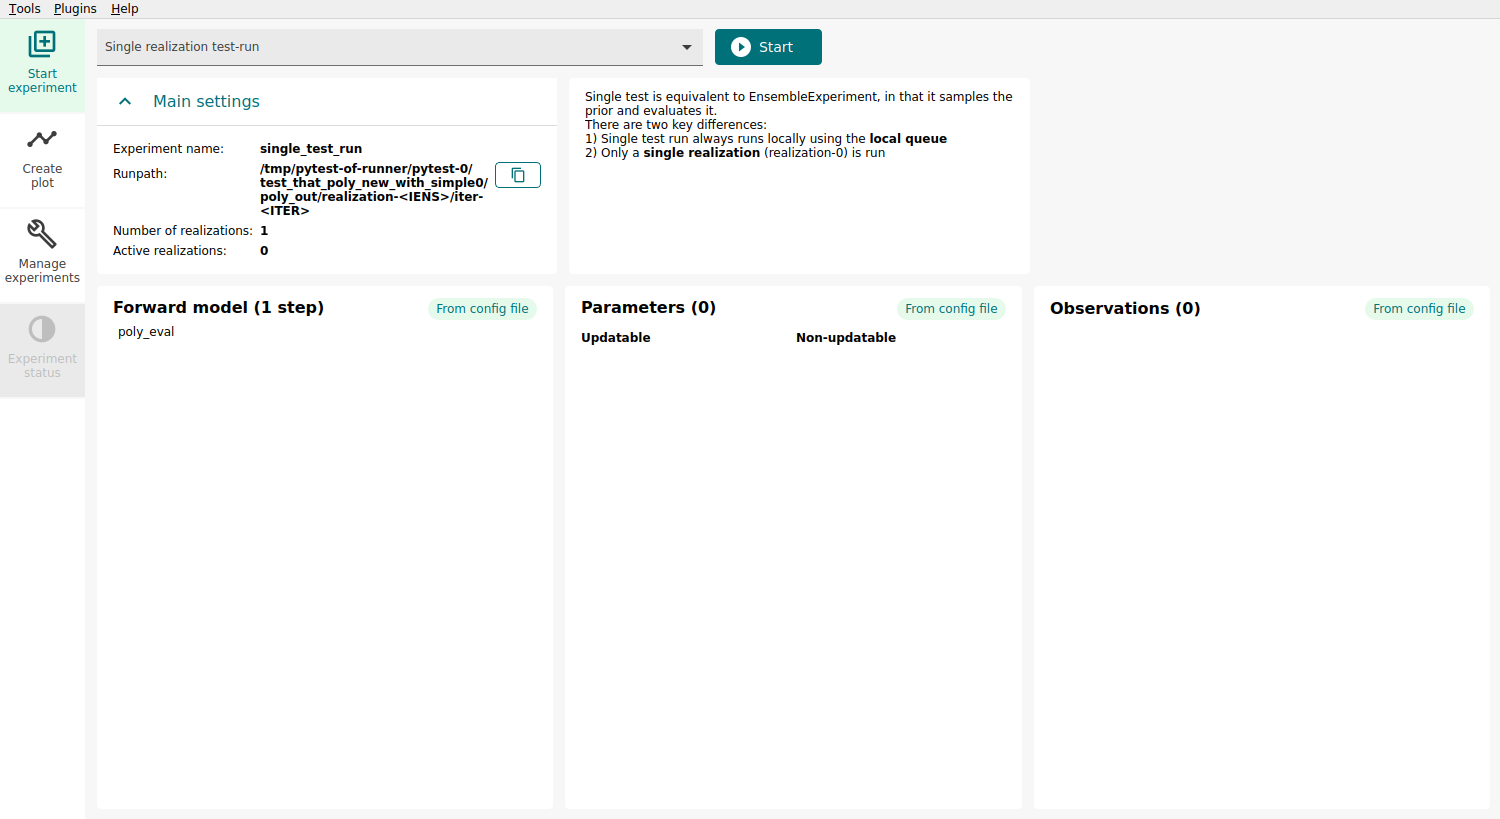 Tools Plugins Help
Start
experiment
Create
plot
Manage
experiments
Experiment
status
Single realization test-run
Start
Main settings
Experiment name: single_test_run
Runpath: /tmp/pytest-of-runner/pytest-0/
test_that_poly_new_with_simple0/
poly_out/realization-<IENS>/iter-
<ITER>
Number of realizations: 1
Active realizations: 0
Single test is equivalent to EnsembleExperiment, in that it samples the
prior and evaluates it.
There are two key differences:
1) Single test run always runs locally using the local queue
2) Only a single realization (realization-0) is run
Forward model (1 step) From config file
poly_eval
Parameters (0) From config file
Updatable Non-updatable
Observations (0) From config file